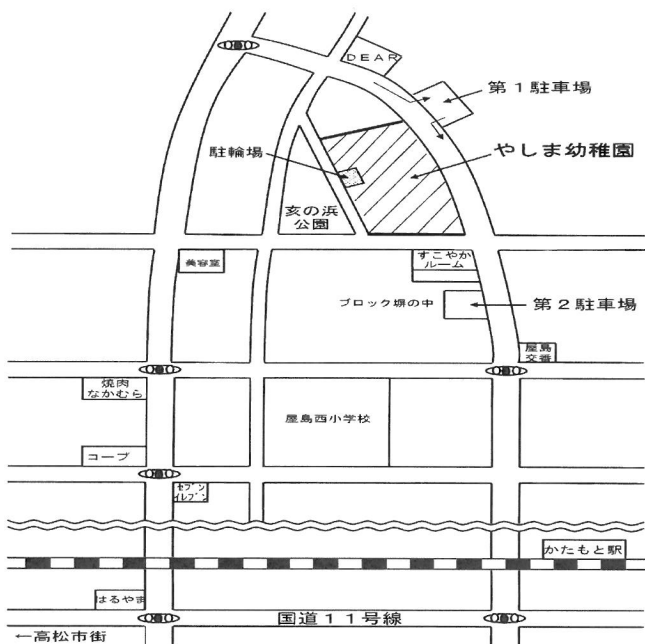 DEAR
第1駐車場
駐輪場
やしま幼稚園
亥の浜
公園
美容室
すこやか
ルーム
ブロック塀の中
第2駐車場
屋島
交番
焼肉
なかむら
屋島西小学校
コープ
セブン
イレブン
かたもと駅
はるやま
国道11号線
←高松市街